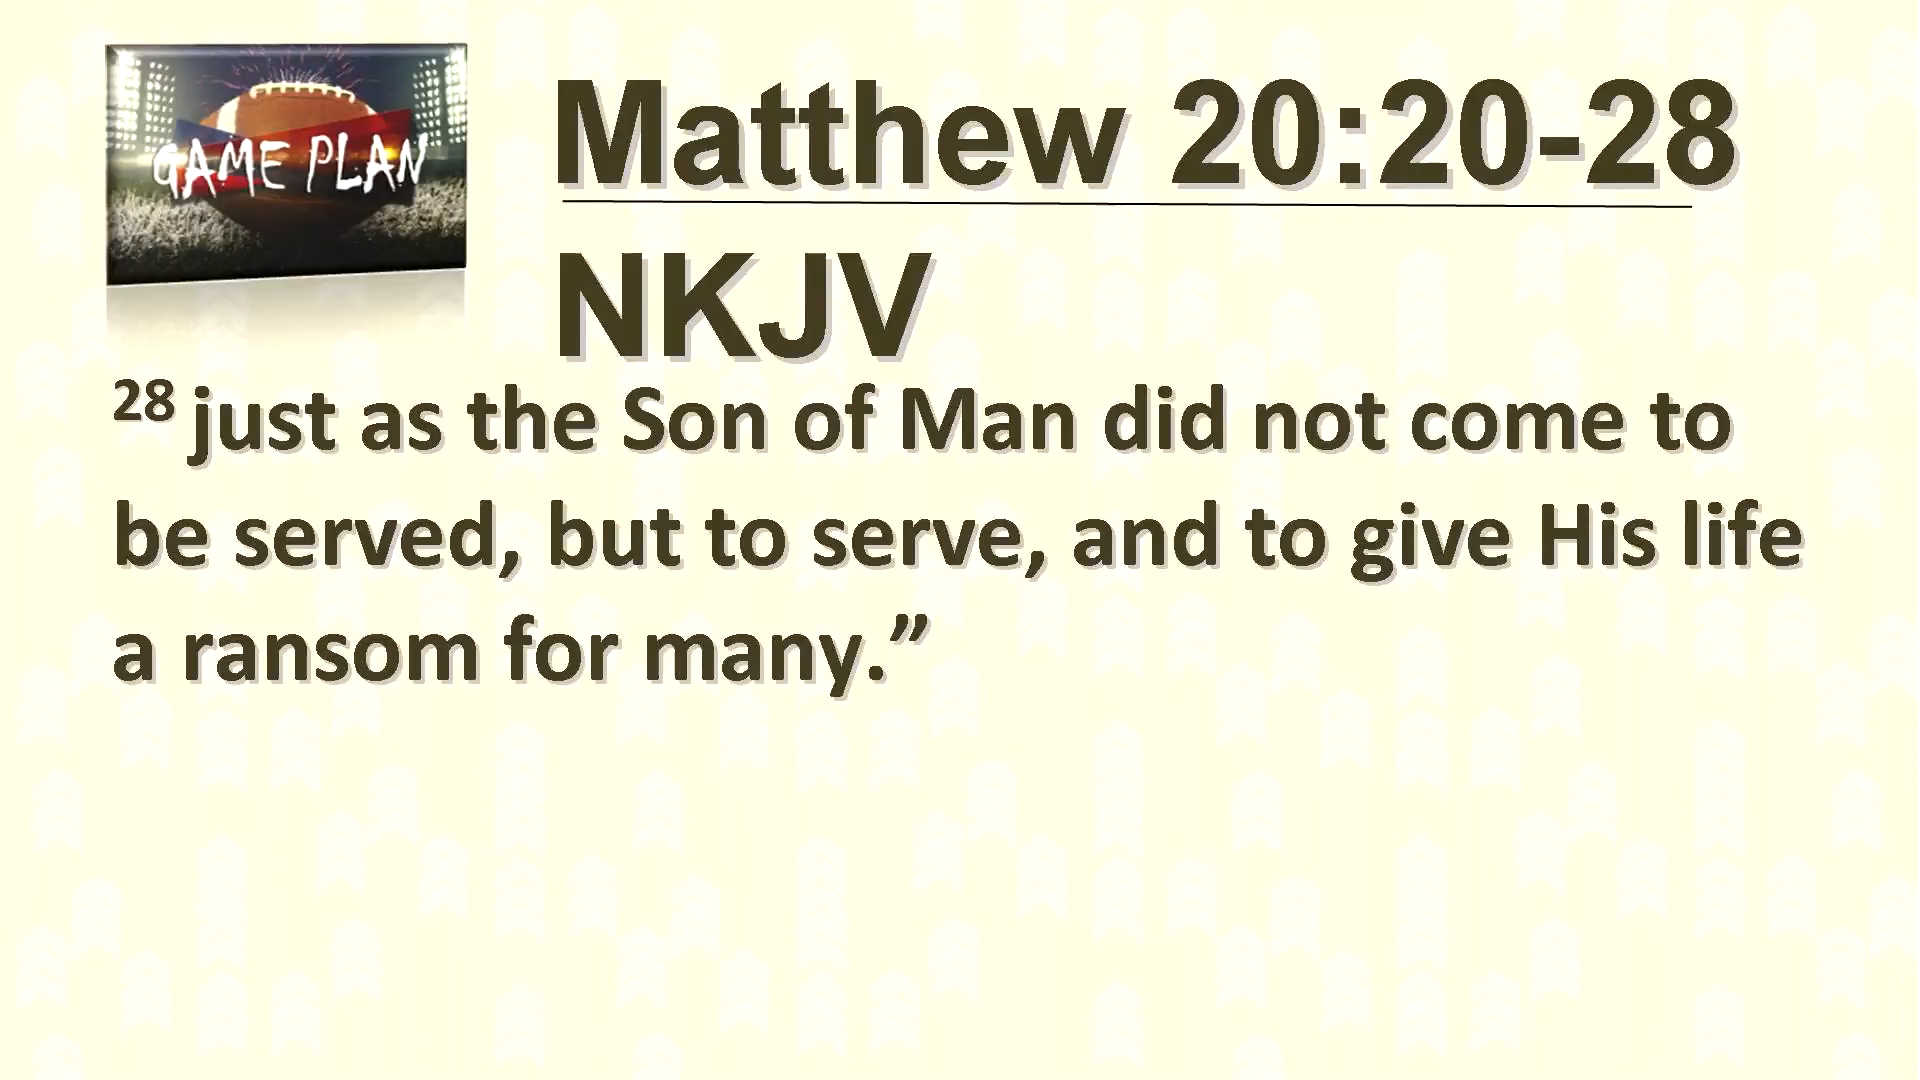 GAME PLAN
Matthew 20:20-28
NKJV
28 just as the Son of Man did not come to
be served, but to serve, and to give His life
a ransom for many.”